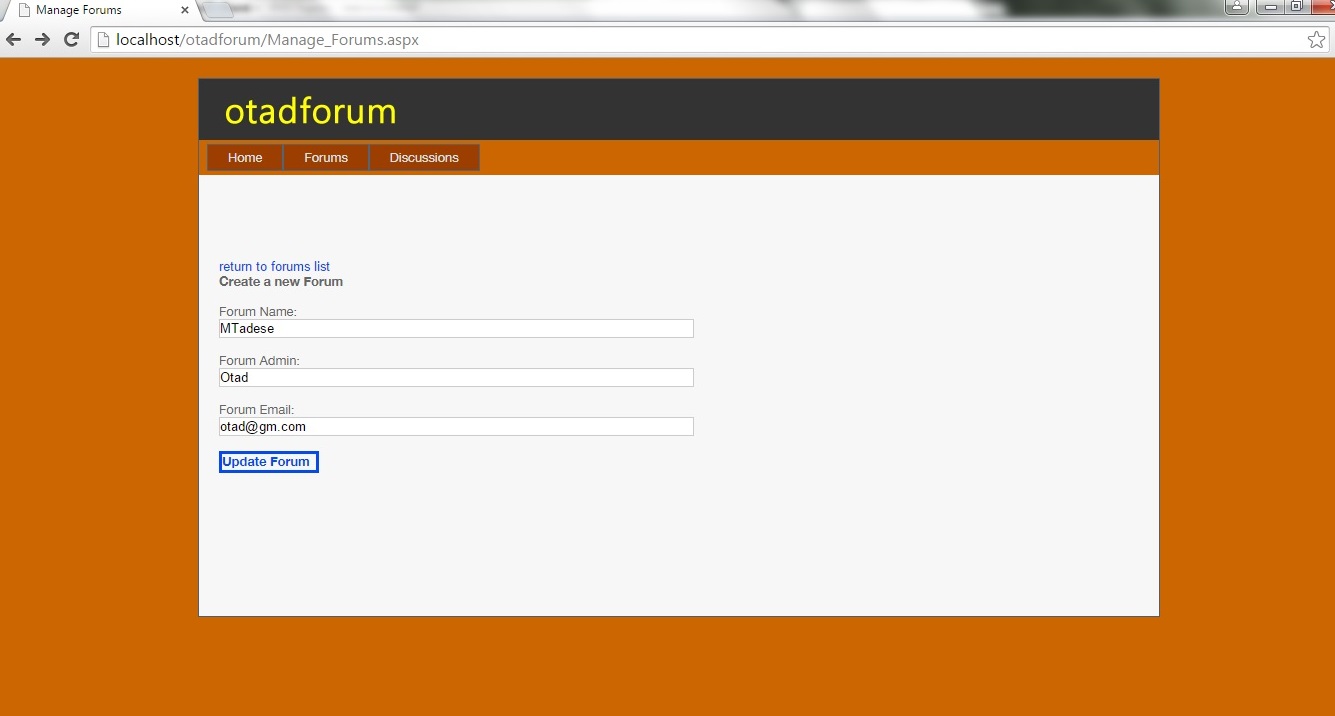 Manage Forums
localhost/otadforum/Manage_Forums.aspx
otadforum
Home Forums Discussions
return to forums list
Create a new Forum
Forum Name:
MTadese
Forum Admin:
Otad
Forum Email:
otad@gm.com
Update Forum